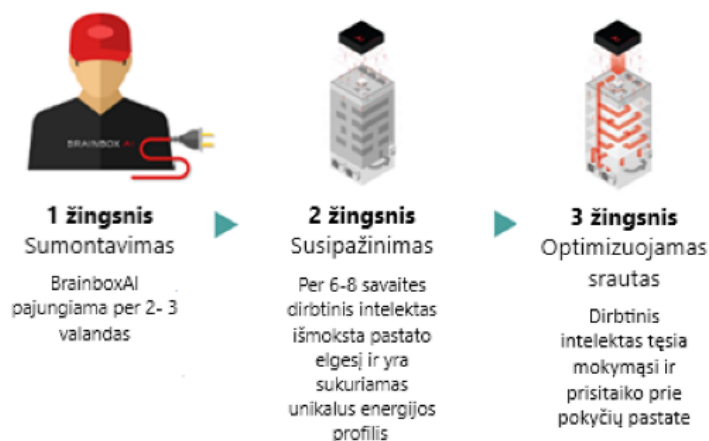 BRAINBOX AI
1 žingsnis
Sumontavimas
BrainboxAI
pajungiama per 2- 3
valandas
2 žingsnis
Susipažinimas
Per 6-8 savaites
dirbtinis intelektas
išmoksta pastato
elgesį ir yra
sukuriamas
unikalus energijos
profilis
3 žingsnis
Optimizuojamas
srautas
Dirbtinis
intelektas tęsia
mokymąsi ir
prisitaiko prie
pokyčių pastate